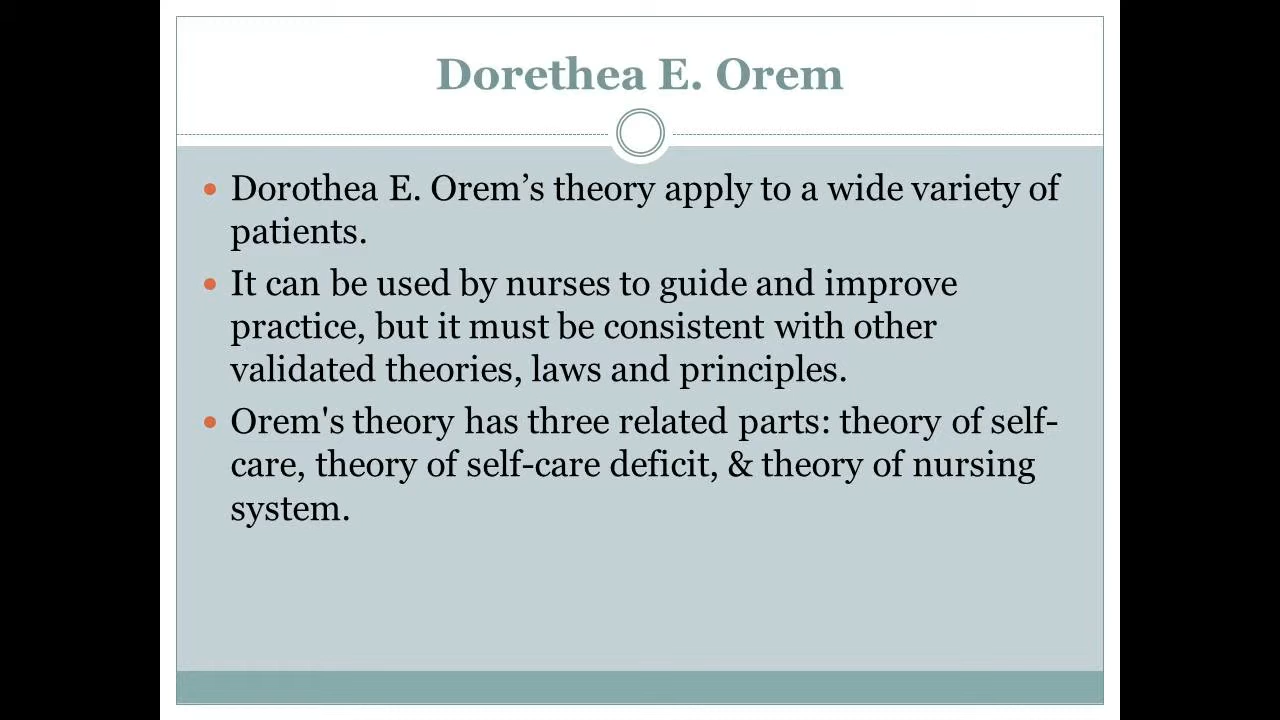 Dorethea E. Orem
• Dorothea E. Orem’s theory apply to a wide variety of
patients.
• It can be used by nurses to guide and improve
practice, but it must be consistent with other
validated theories, laws and principles.
• Orem's theory has three related parts: theory of self-
care, theory of self-care deficit, & theory of nursing
system.